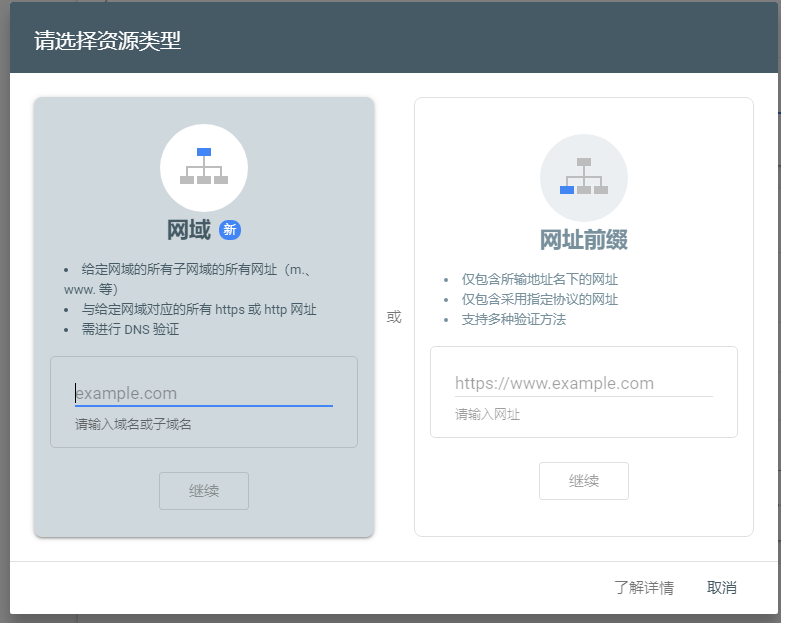 请选择资源类型
网域 新
• 给定网域的所有子网域的所有网址（m.、
www. 等）
• 与给定网域对应的所有 https 或 http 网址
• 需进行 DNS 验证
example.com
请输入域名或子域名
继续
或
网址前缀
• 仅包含所输地址名下的网址
• 仅包含采用指定协议的网址
• 支持多种验证方法
https://www.example.com
请输入网址
继续
了解详情 取消